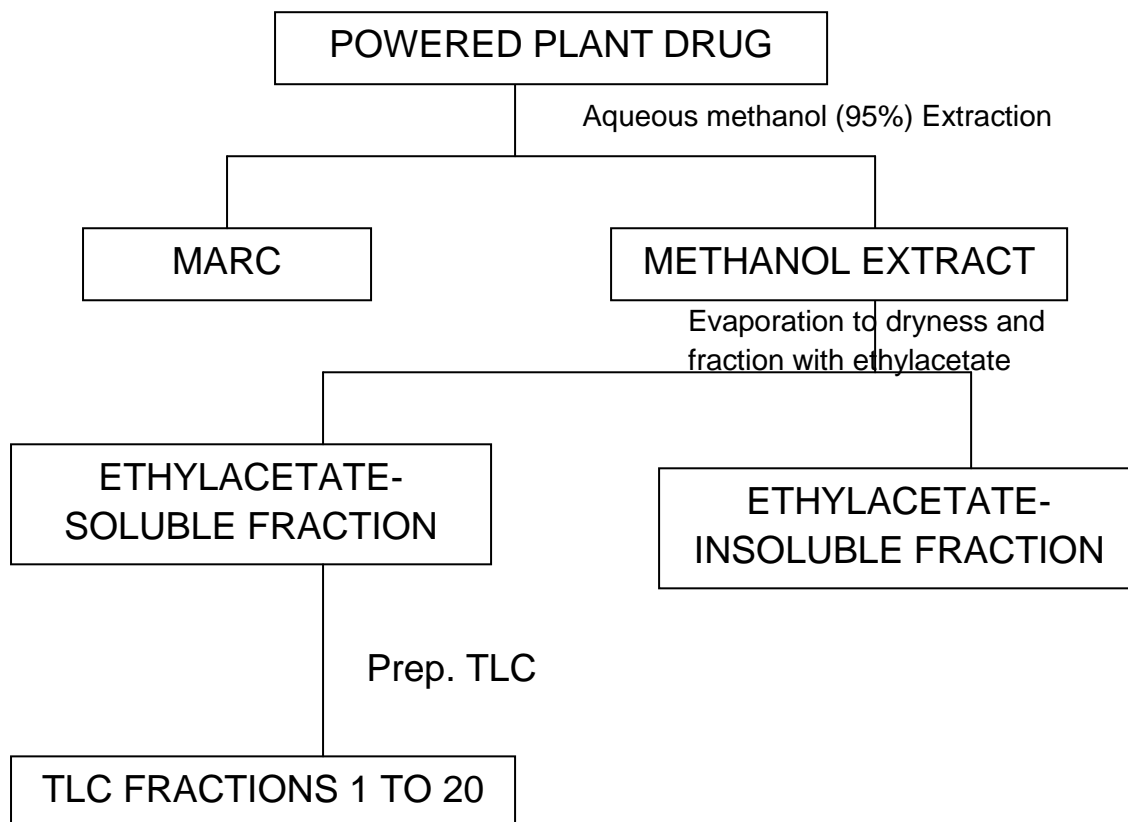 POWERED PLANT DRUG
Aqueous methanol (95%) Extraction
MARC
METHANOL EXTRACT
Evaporation to dryness and
fraction with ethylacetate
ETHYLACETATE-
SOLUBLE FRACTION
ETHYLACETATE-
INSOLUBLE FRACTION
Prep. TLC
TLC FRACTIONS 1 TO 20